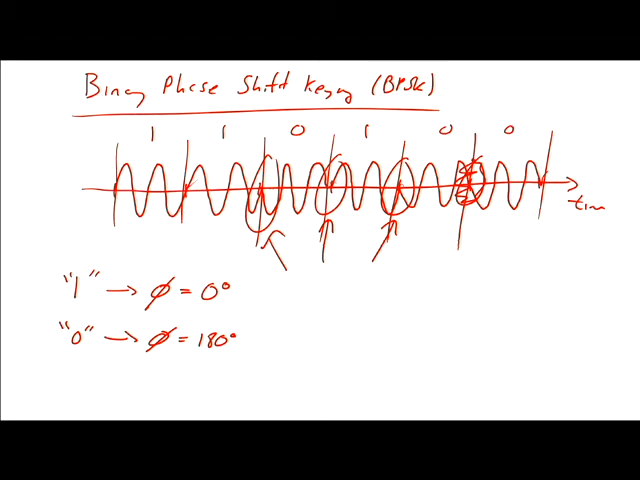 Binary Phase Shift Keying (BPSK)
1 1 0 1 0 0
time
"1" → φ = 0°
"0" → φ = 180°